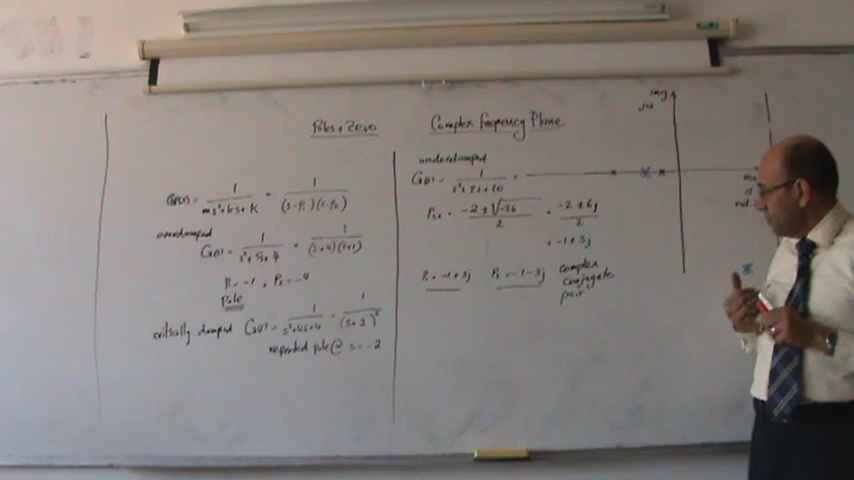 Poles + Zero
Complex Frequency Plane
G(s) = 1 / (ms²+bs+k) = 1 / ((s-p₁)(s-p₂))
overdamped
G(s) = 1 / (s²+5s+4) = 1 / ((s+4)(s+1))
P₁ = -1 , P₂ = -4
Pole
critically damped G(s) = 1 / (s²+4s+4) = 1 / (s+2)²
repeated pole @ s = -2
underdamped
G(s) = 1 / (s²+2s+10) =
P₁,₂ = (-2 ± √-36) / 2 = (-2 ± 6j) / 2
= -1 ± 3j
P₁ = -1+3j P₂ = -1-3j complex
conjugate
pair
Img
jω